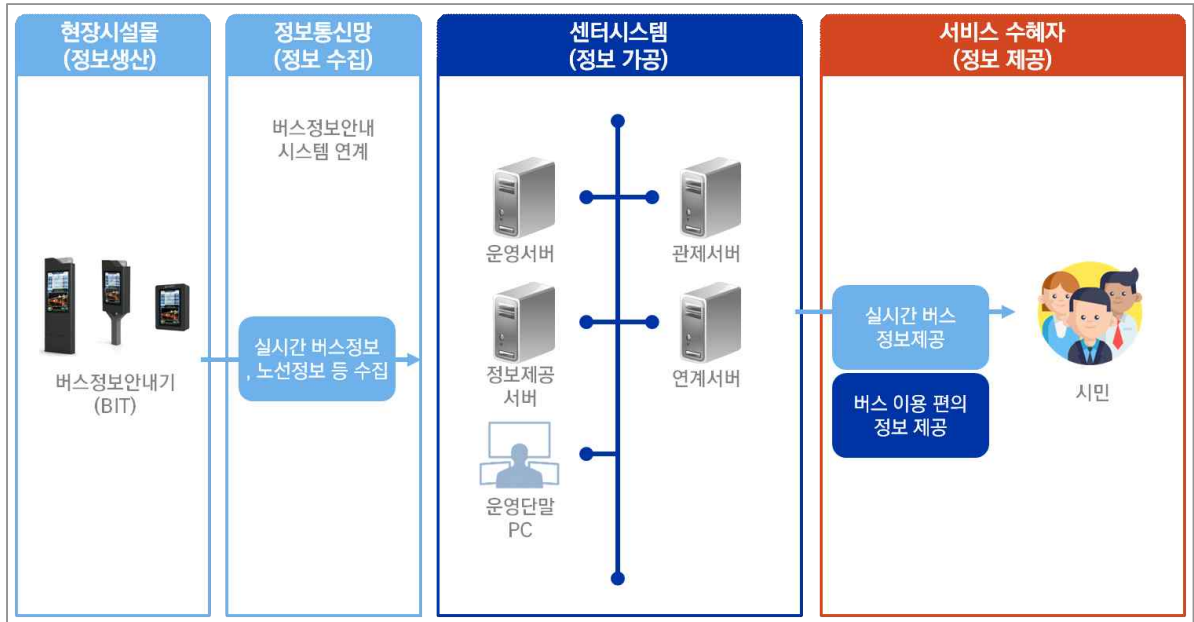 현장시설물
(정보생산)
정보통신망
(정보 수집)
센터시스템
(정보 가공)
서비스 수혜자
(정보 제공)
버스정보안내
시스템 연계
버스정보안내기
(BIT)
실시간 버스정보
, 노선정보 등 수집
운영서버
관제서버
정보제공
서버
연계서버
운영단말
PC
실시간 버스
정보제공
버스 이용 편의
정보 제공
시민